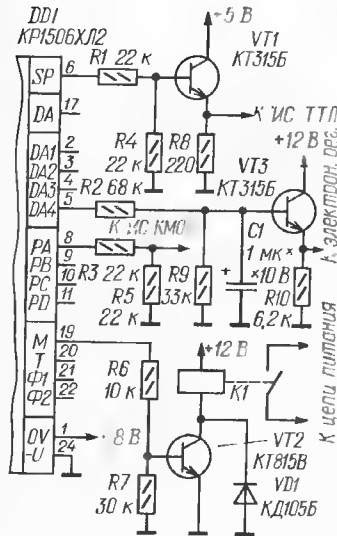 DD1
КР1506ХЛ2
+5 В
VT1
КТ315Б
SP 6 R1 22 к
DA 17
К ИС ТТЛ
R4 22 к
R8 220
+12 В
DA1 2
DA2 3
DA3 4
DA4 5
R2 68 к
VT3
КТ315Б
К ИС КМО
PA 8
PB 9
PC 10
PD 11
R3 22 к
R5 22 к
R9 33 к
C1
1 мк ×
×10 В
+
R10 6,2 к
К электрон. рег
М 19
Т 20
Ф1 21
Ф2 22
R6 10 к
+12 В
K1
К цепи питания
0V 1
-U 24
8 В
VT2
КТ815В
R7 30 к
VD1
КД105Б